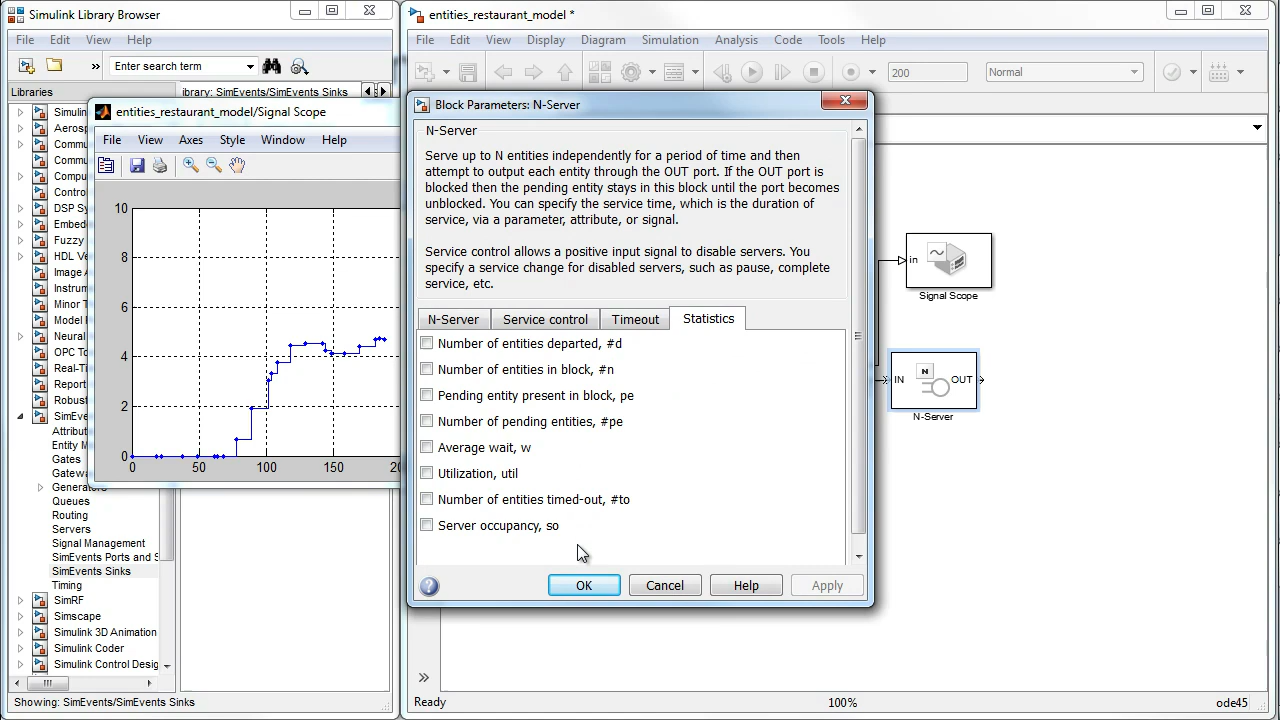 Simulink Library Browser
File Edit View Help
» Enter search term
Libraries
ibrary: SimEvents/SimEvents Sinks
Simulin
Aerosp
Commu
Commu
Compu
Control
DSP Sy
Embed
Fuzzy
HDL Ve
Image A
Instrum
Minor T
Model
Neural
OPC To
Real-Tim
Report
Robust
SimEve
Attribut
Entity M
Gates
Gatewa
Generators
Queues
Routing
Servers
Signal Management
SimEvents Ports and S
SimEvents Sinks
Timing
SimRF
Simscape
Simulink 3D Animation
Simulink Coder
Simulink Control Desig
Showing: SimEvents/SimEvents Sinks
entities_restaurant_model/Signal Scope
File View Axes Style Window Help
10
8
6
4
2
0
0 50 100 150 20
entities_restaurant_model *
File Edit View Display Diagram Simulation Analysis Code Tools Help
200 Normal
Block Parameters: N-Server
N-Server
Serve up to N entities independently for a period of time and then
attempt to output each entity through the OUT port. If the OUT port is
blocked then the pending entity stays in this block until the port becomes
unblocked. You can specify the service time, which is the duration of
service, via a parameter, attribute, or signal.
Service control allows a positive input signal to disable servers. You
specify a service change for disabled servers, such as pause, complete
service, etc.
N-Server Service control Timeout Statistics
Number of entities departed, #d
Number of entities in block, #n
Pending entity present in block, pe
Number of pending entities, #pe
Average wait, w
Utilization, util
Number of entities timed-out, #to
Server occupancy, so
? OK Cancel Help Apply
in
Signal Scope
IN N OUT
N-Server
»
Ready 100% ode45